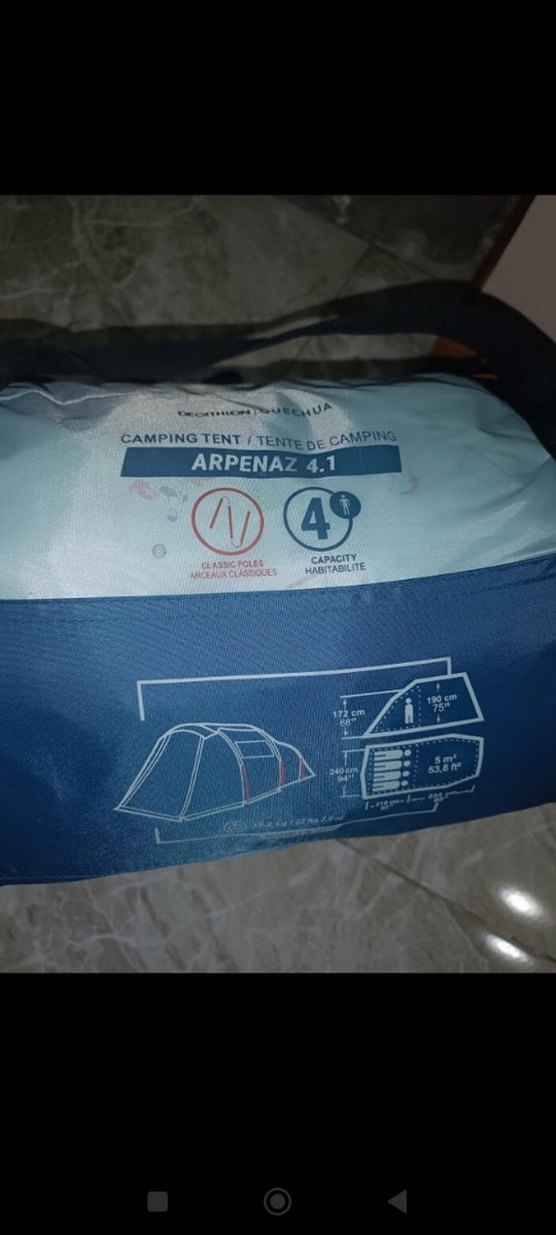 DECATHLON | QUECHUA
CAMPING TENT / TENTE DE CAMPING
ARPENAZ 4.1
4
CLASSIC POLES
ARCEAUX CLASSIQUES
CAPACITY
HABITABILITÉ
172 cm
68"
190 cm
75"
240 cm
94"
5 m²
53,8 ft²